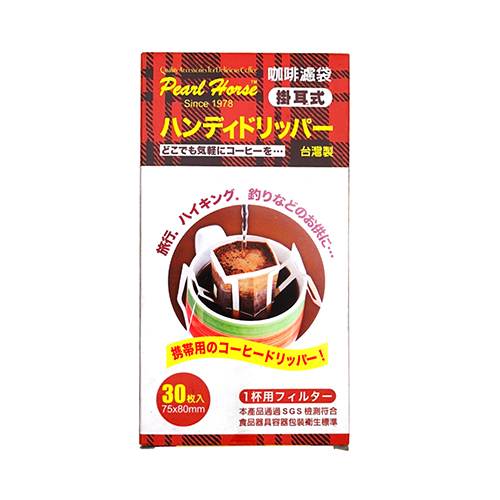 Quality Accessories for Delicious Coffee
Pearl Horse™
Since 1978
咖啡濾袋
掛耳式
ハンディドリッパー
どこでも気軽にコーヒーを…
台灣製
旅行．ハイキング．釣りなどのお供に…
携帯用のコーヒードリッパー！
30枚入
75x80mm
1杯用フィルター
本產品通過SGS檢測符合
食品器具容器包裝衛生標準